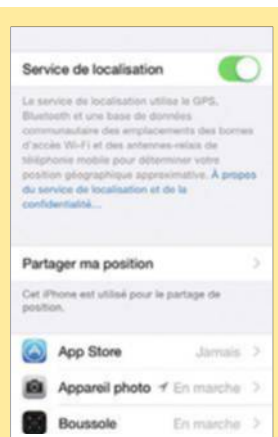 Service de localisation
Le service de localisation utilise le GPS,
Bluetooth et une base de données
communautaire des emplacements des bornes
d'accès Wi-Fi et des antennes-relais de
téléphonie mobile pour déterminer votre
position géographique approximative. À propos
du service de localisation et de la
confidentialité...
Partager ma position
Cet iPhone est utilisé pour le partage de
position.
App Store Jamais
Appareil photo En marche
Boussole En marche